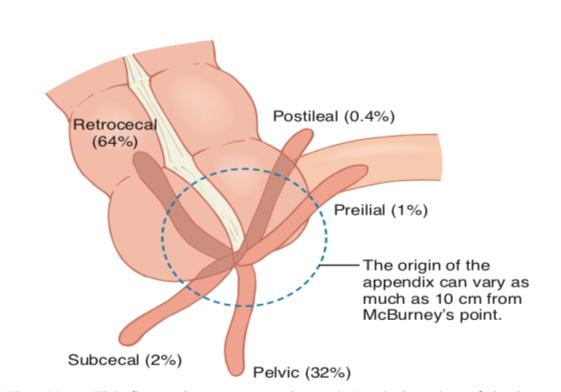 Retrocecal
(64%)
Postileal (0.4%)
Preilial (1%)
The origin of the
appendix can vary as
much as 10 cm from
McBurney's point.
Subcecal (2%)
Pelvic (32%)